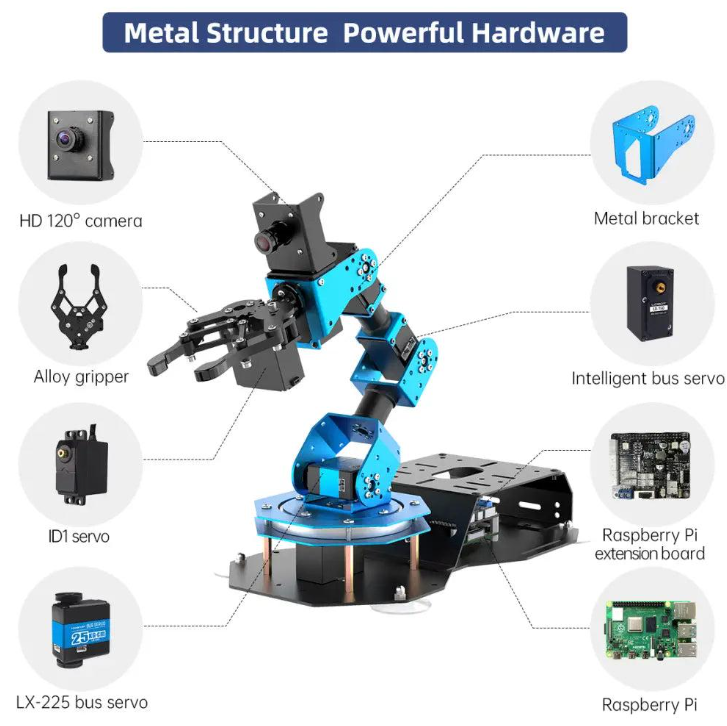 Metal Structure Powerful Hardware
HD 120° camera
Metal bracket
Alloy gripper
Intelligent bus servo
ID1 servo
Raspberry Pi
extension board
25
LX-225 bus servo
Raspberry Pi